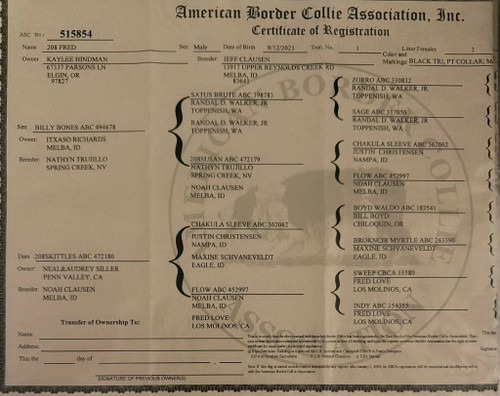 American Border Collie Association, Inc.
ABC No.: 515854
Certificate of Registration
Name 208 FRED Sex Male Date of Birth 9/12/2021 Tran. No. 1 Litter Females 2
Owner KAYLEE HINDMAN
67537 PARSONS LN
ELGIN, OR
97827
Breeder: JEFF CLAUSEN
13917 UPPER REYNOLDS CREEK RD
MELBA, ID
83641
Color and
Markings: BLACK TRI, PT COLLAR;
SATUS BRUTE ABC 398783
RANDAL D. WALKER, JR
TOPPENISH, WA
RANDAL D. WALKER, JR
TOPPENISH, WA
ZORRO ABC 330832
RANDAL D. WALKER, JR
TOPPENISH, WA
SAGE ABC 317050
RANDAL D. WALKER, JR
TOPPENISH, WA
Sire BILLY BONES ABC 494678
Owner: ITXASO RICHARDS
MELBA, ID
Breeder: NATHYN TRUJILLO
SPRING CREEK, NV
208SUSAN ABC 472179
NATHYN TRUJILLO
SPRING CREEK, NV
NOAH CLAUSEN
MELBA, ID
CHAKULA SLEEVE ABC 362062
JUSTIN CHRISTENSEN
NAMPA, ID
FLOW ABC 452997
NOAH CLAUSEN
MELBA, ID
Dam 208SKITTLES ABC 472180
Owner: NEAL&AUDREY SILLER
PENN VALLEY, CA
Breeder: NOAH CLAUSEN
MELBA, ID
CHAKULA SLEEVE ABC 362062
JUSTIN CHRISTENSEN
NAMPA, ID
MAXINE SCHVANEVELDT
EAGLE, ID
BOYD WALDO ABC 183541
BILL BOYD
CHILOQUIN, OR
BROKNCIR MYRTLE ABC 263390
MAXINE SCHVANEVELDT
EAGLE, ID
FLOW ABC 452997
NOAH CLAUSEN
MELBA, ID
FRED LOVE
LOS MOLINOS, CA
SWEEP CBCA 11580
FRED LOVE
LOS MOLINOS, CA
INDY ABC 354355
FRED LOVE
LOS MOLINOS, CA
Transfer of Ownership To:
Name:
Address:
This the day of
SIGNATURE OF PREVIOUS OWNER(S)